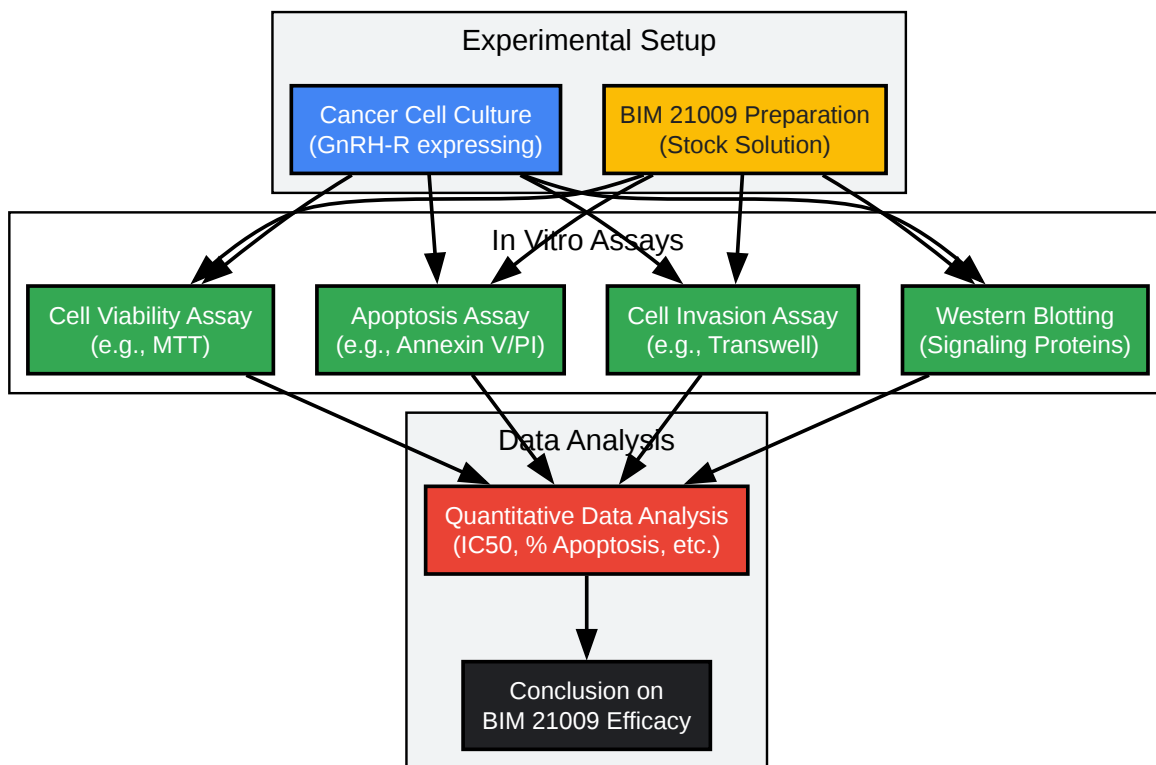 Experimental Setup
Cancer Cell Culture
(GnRH-R expressing)
BIM 21009 Preparation
(Stock Solution)
In Vitro Assays
Cell Viability Assay
(e.g., MTT)
Apoptosis Assay
(e.g., Annexin V/PI)
Cell Invasion Assay
(e.g., Transwell)
Western Blotting
(Signaling Proteins)
Data Analysis
Quantitative Data Analysis
(IC50, % Apoptosis, etc.)
Conclusion on
BIM 21009 Efficacy